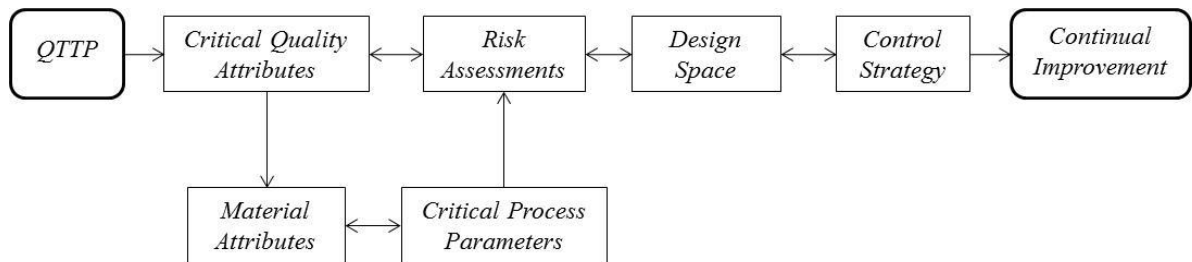 QTTP
Critical Quality
Attributes
Risk
Assessments
Design
Space
Control
Strategy
Continual
Improvement
Material
Attributes
Critical Process
Parameters